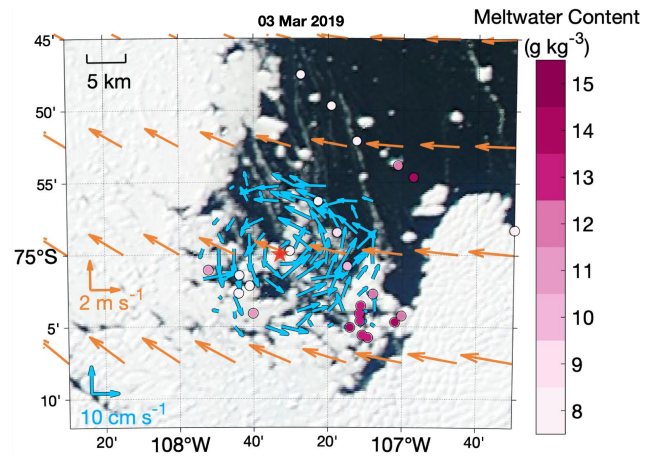 03 Mar 2019
Meltwater Content
(g kg⁻³)
45'
5 km
50'
55'
75°S
2 m s⁻¹
5'
10 cm s⁻¹
10'
20'
108°W
40'
20'
107°W
40'
15
14
13
12
11
10
9
8